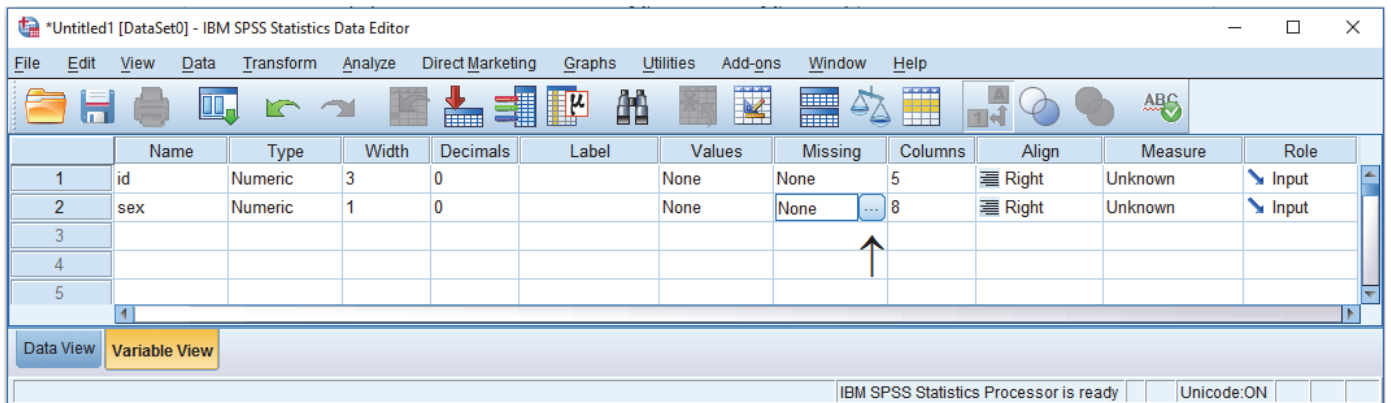 *Untitled1 [DataSet0] - IBM SPSS Statistics Data Editor
File Edit View Data Transform Analyze Direct Marketing Graphs Utilities Add-ons Window Help
A
1
μ
ABC
Name Type Width Decimals Label Values Missing Columns Align Measure Role
1 id Numeric 3 0 None None 5 Right Unknown Input
2 sex Numeric 1 0 None None ... 8 Right Unknown Input
3
4
5
Data View Variable View
IBM SPSS Statistics Processor is ready Unicode:ON